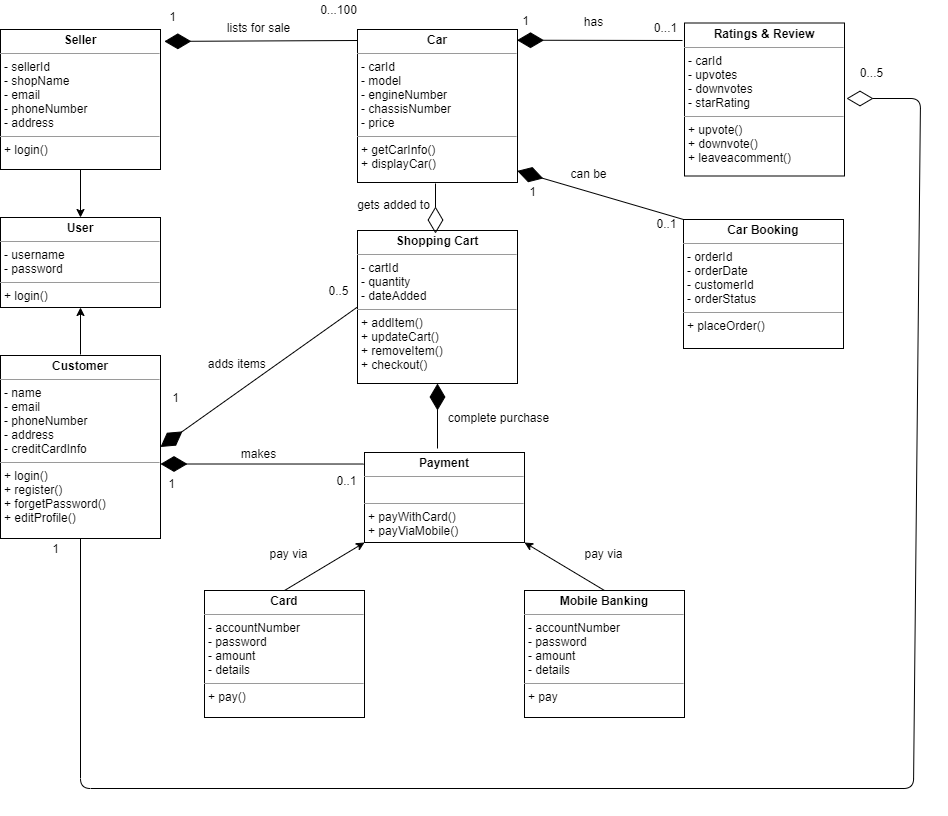 1
lists for sale
0...100
Seller
- sellerId
- shopName
- email
- phoneNumber
- address
+ login()
Car
- carId
- model
- engineNumber
- chassisNumber
- price
+ getCarInfo()
+ displayCar()
1
has
0...1
Ratings & Review
- carId
- upvotes
- downvotes
- starRating
+ upvote()
+ downvote()
+ leaveacomment()
0...5
can be
1
0..1
gets added to
User
- username
- password
+ login()
Shopping Cart
- cartId
- quantity
- dateAdded
+ addItem()
+ updateCart()
+ removeItem()
+ checkout()
Car Booking
- orderId
- orderDate
- customerId
- orderStatus
+ placeOrder()
0..5
adds items
1
Customer
- name
- email
- phoneNumber
- address
- creditCardInfo
+ login()
+ register()
+ forgetPassword()
+ editProfile()
1
complete purchase
makes
1
0..1
Payment
+ payWithCard()
+ payViaMobile()
pay via
pay via
Card
- accountNumber
- password
- amount
- details
+ pay()
Mobile Banking
- accountNumber
- password
- amount
- details
+ pay